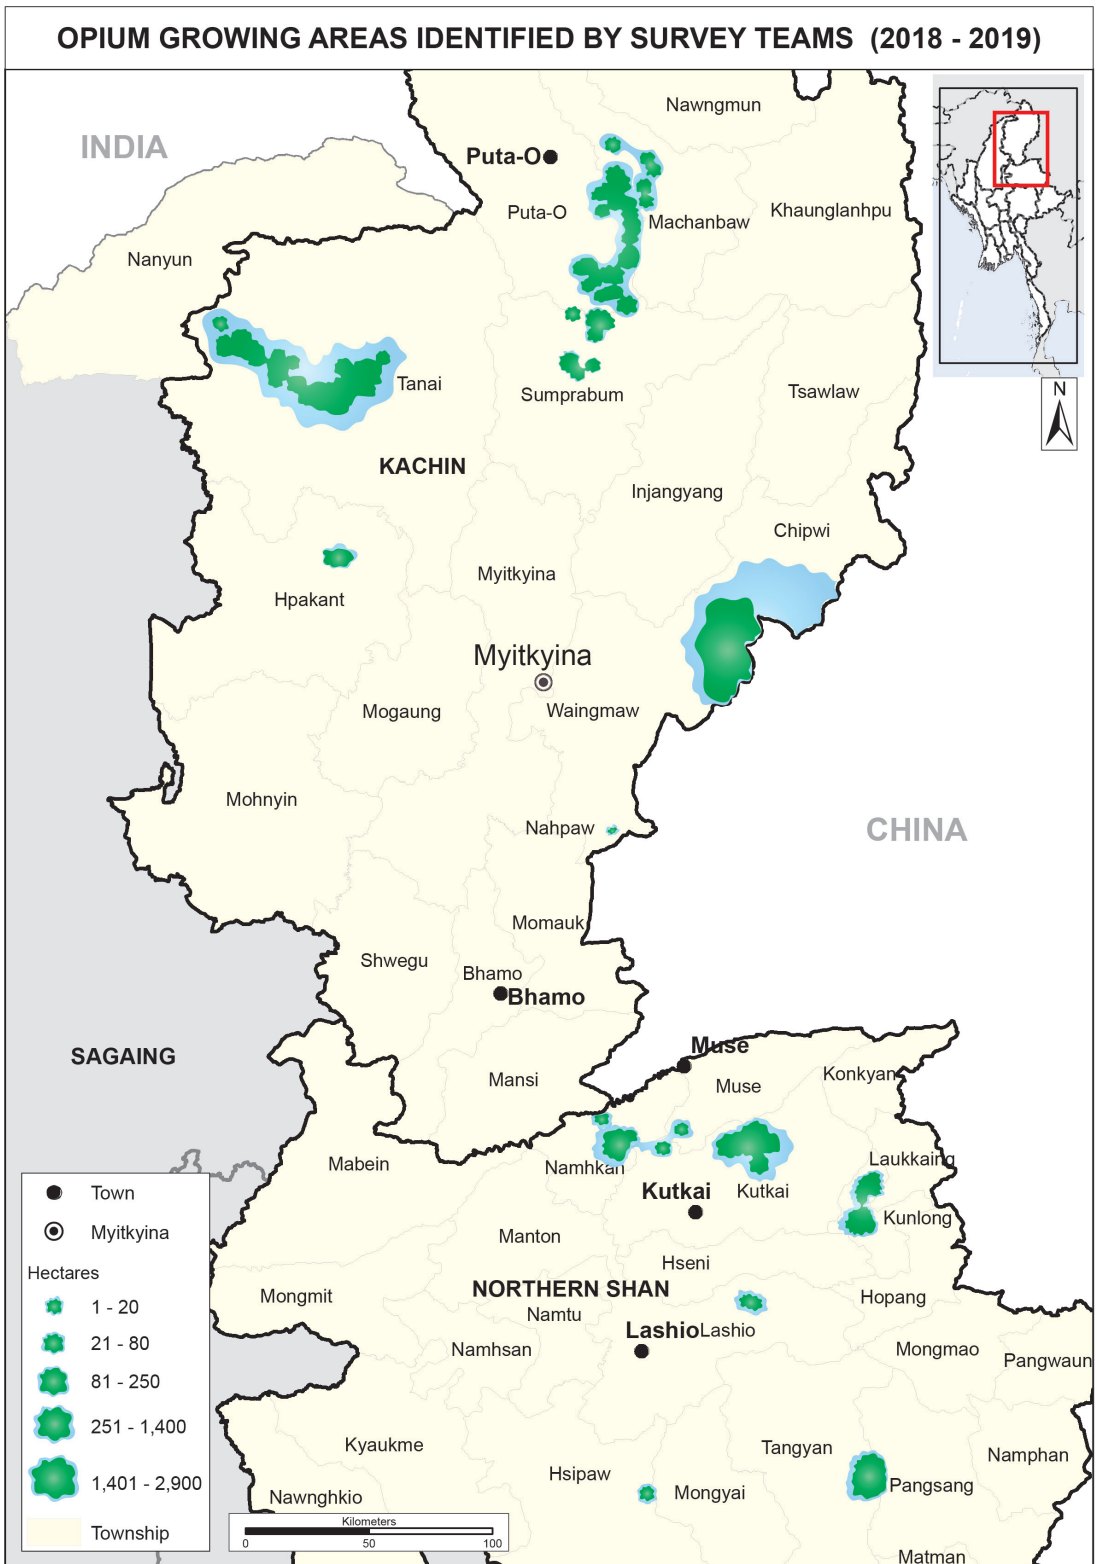 OPIUM GROWING AREAS IDENTIFIED BY SURVEY TEAMS (2018 - 2019)
Nawngmun
INDIA
Puta-O
Puta-O
Machanbaw
Khaunglanhpu
Nanyun
N
Tanai
Sumprabum
Tsawlaw
KACHIN
Injangyang
Chipwi
Myitkyina
Hpakant
Myitkyina
Mogaung
Waingmaw
Mohnyin
Nahpaw
CHINA
Momauk
Shwegu
Bhamo
Bhamo
SAGAING
Muse
Mansi
Muse
Konkyan
Mabein
Namhkan
Laukkaing
Kutkai
Kutkai
Kunlong
Manton
Hseni
NORTHERN SHAN
Mongmit
Namtu
Hopang
Lashio
Lashio
Namhsan
Mongmao
Pangwaun
Kyaukme
Tangyan
Namphan
Hsipaw
Mongyai
Pangsang
Nawnghkio
Matman
Town
Myitkyina
Hectares
1 - 20
21 - 80
81 - 250
251 - 1,400
1,401 - 2,900
Township
Kilometers
0 50 100